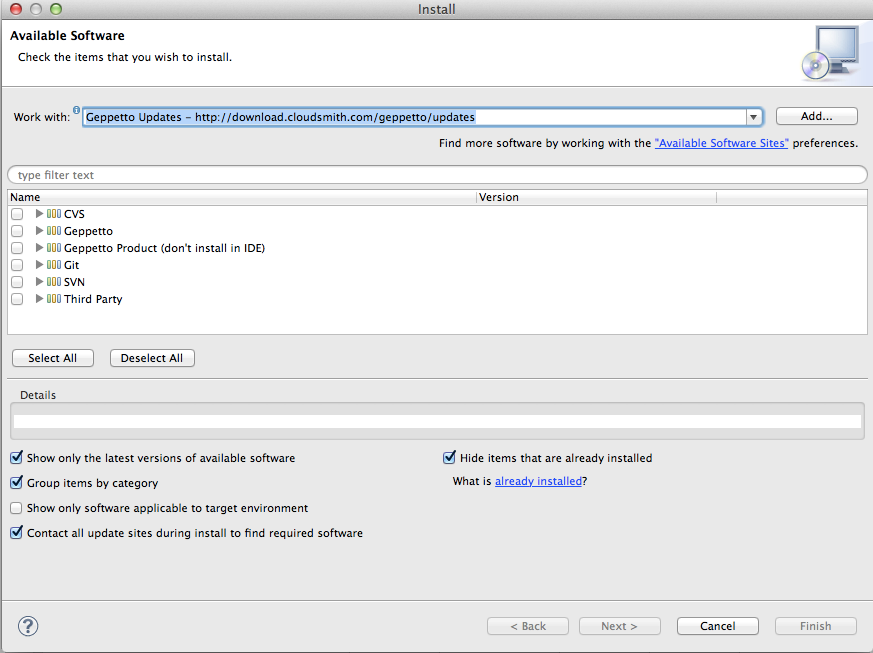 Install
Available Software
Check the items that you wish to install.
Work with: Geppetto Updates – http://download.cloudsmith.com/geppetto/updates Add...
Find more software by working with the "Available Software Sites" preferences.
type filter text
Name Version
CVS
Geppetto
Geppetto Product (don't install in IDE)
Git
SVN
Third Party
Select All Deselect All
Details
Show only the latest versions of available software Hide items that are already installed
Group items by category What is already installed?
Show only software applicable to target environment
Contact all update sites during install to find required software
? < Back Next > Cancel Finish